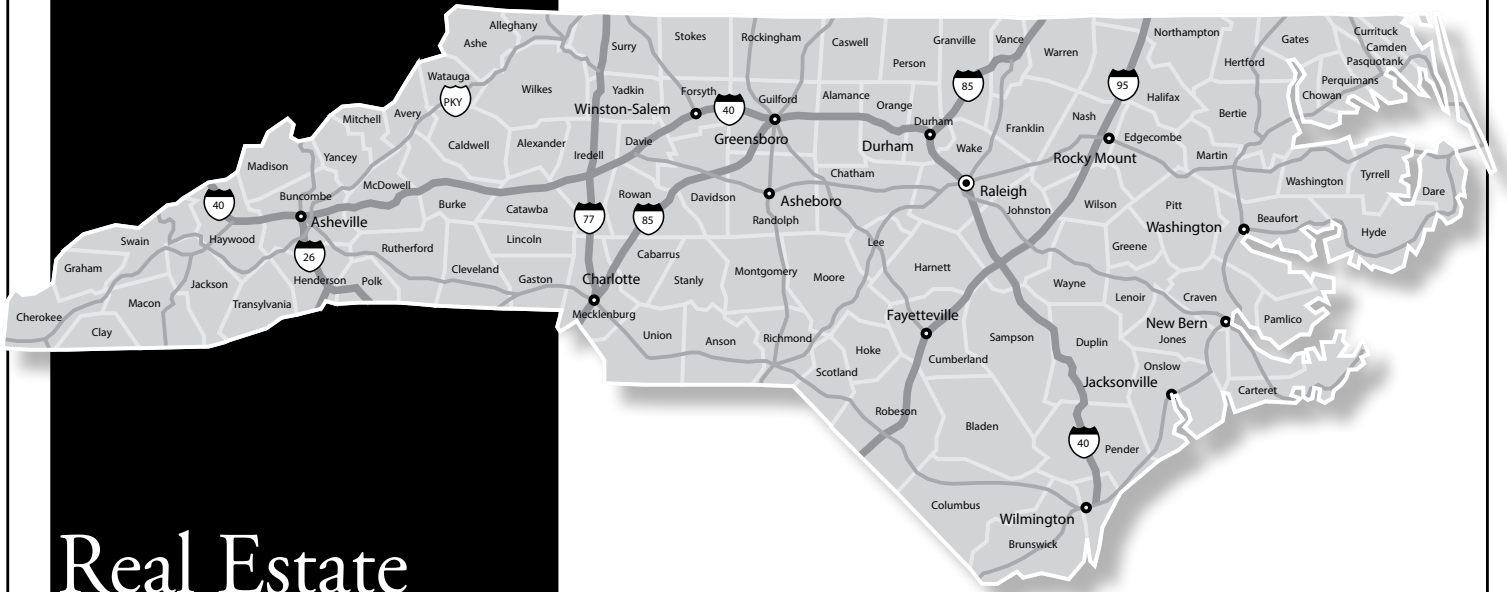 Alleghany
Ashe
Surry
Stokes
Rockingham
Caswell
Person
Granville
Vance
Warren
Northampton
Gates
Currituck
Camden
Pasquotank
Perquimans
Chowan
Hertford
Halifax
Bertie
Watauga
PKY
Wilkes
Yadkin
Forsyth
Winston-Salem
40
Guilford
Greensboro
Alamance
Orange
Durham
Durham
85
95
Nash
Franklin
Edgecombe
Rocky Mount
Martin
Wake
Mitchell
Avery
Caldwell
Alexander
Iredell
Davie
Madison
Yancey
McDowell
Buncombe
40
Asheville
Burke
Catawba
77
Rowan
85
Davidson
Asheboro
Randolph
Chatham
Raleigh
Johnston
Wilson
Pitt
Washington
Washington
Tyrrell
Dare
Beaufort
Hyde
Greene
Swain
Haywood
26
Rutherford
Lincoln
Cabarrus
Lee
Harnett
Wayne
Graham
Jackson
Henderson
Polk
Cleveland
Gaston
Charlotte
Stanly
Montgomery
Moore
Lenoir
Craven
Cherokee
Macon
Transylvania
Clay
Mecklenburg
Union
Anson
Richmond
Hoke
Scotland
Fayetteville
Cumberland
Sampson
Duplin
New Bern
Jones
Pamlico
Onslow
Jacksonville
Carteret
Robeson
Bladen
40
Pender
Columbus
Wilmington
Brunswick
Real Estate